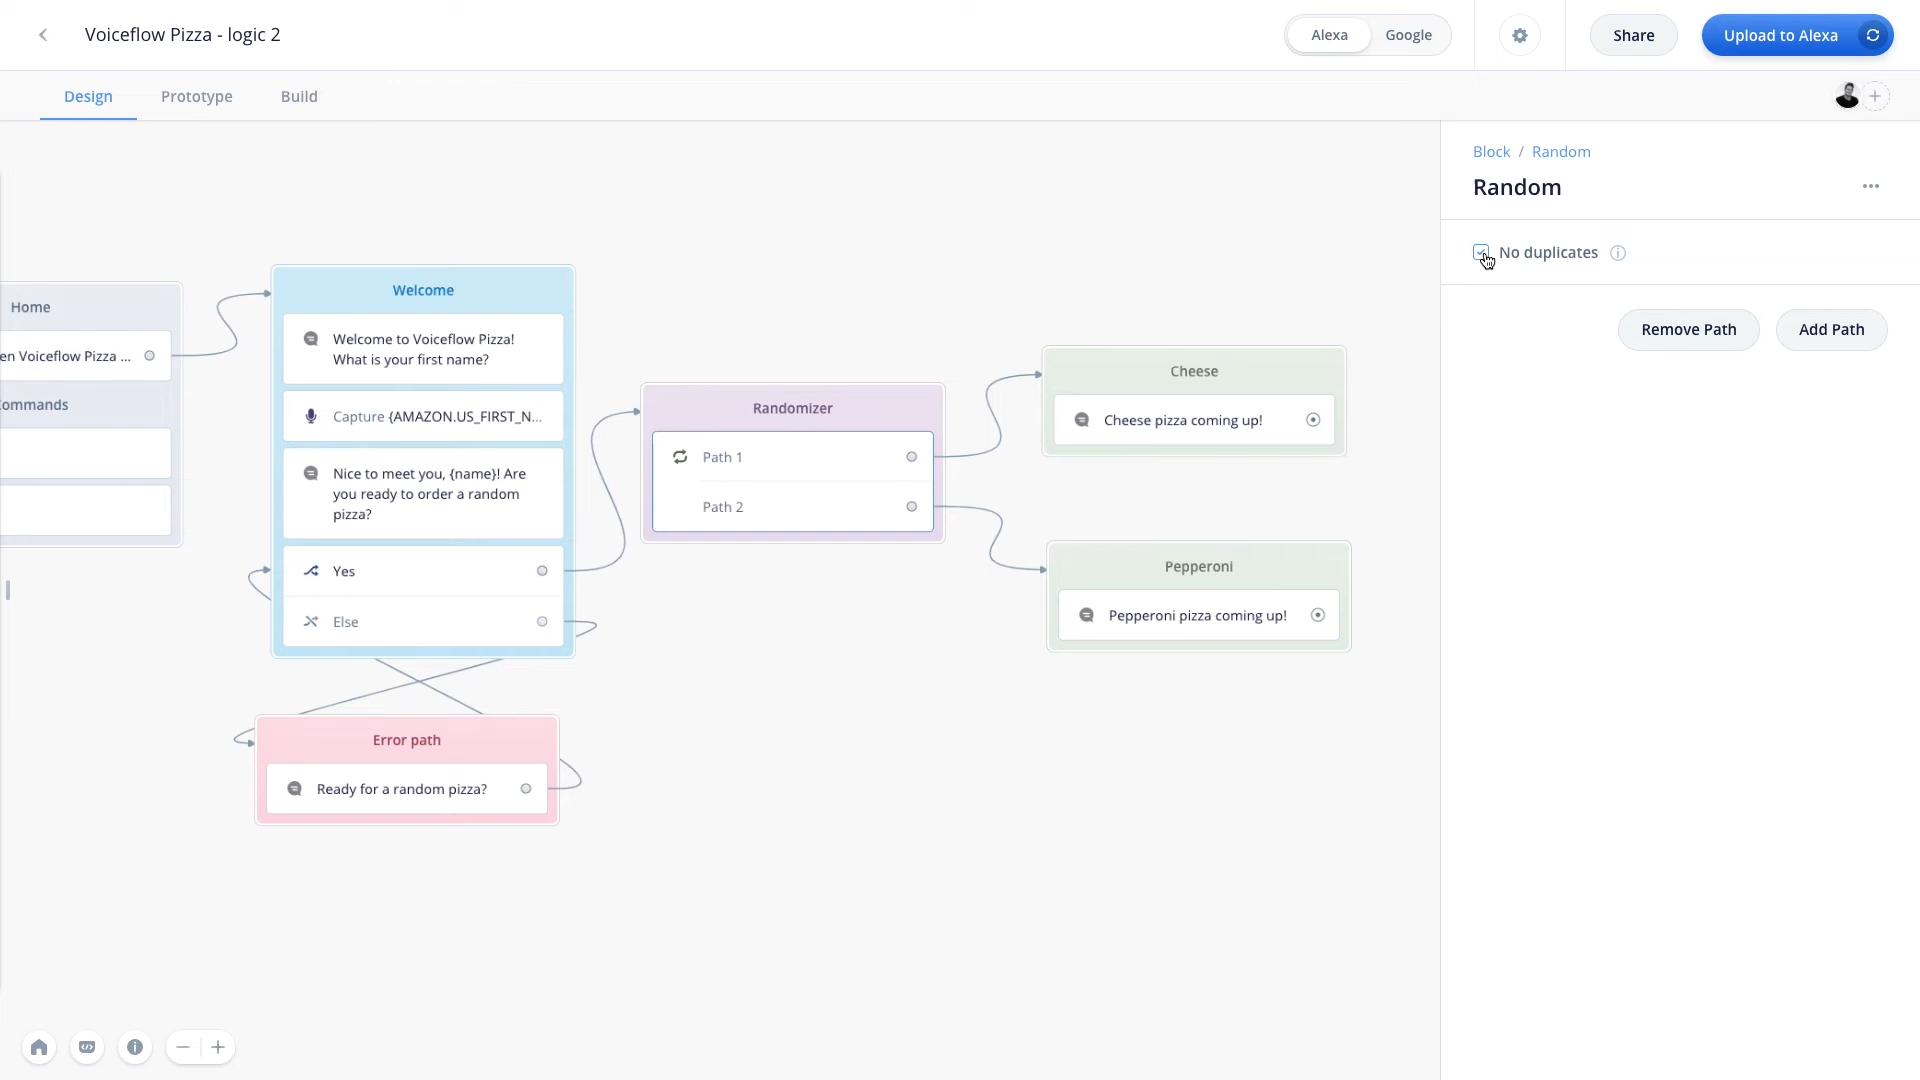 Voiceflow Pizza - logic 2
Alexa
Google
Share
Upload to Alexa
Design
Prototype
Build
Block / Random
Random
No duplicates
Remove Path
Add Path
Home
en Voiceflow Pizza ...
ommands
Welcome
Welcome to Voiceflow Pizza!
What is your first name?
Capture {AMAZON.US_FIRST_N...
Nice to meet you, {name}! Are
you ready to order a random
pizza?
Yes
Else
Error path
Ready for a random pizza?
Randomizer
Path 1
Path 2
Cheese
Cheese pizza coming up!
Pepperoni
Pepperoni pizza coming up!